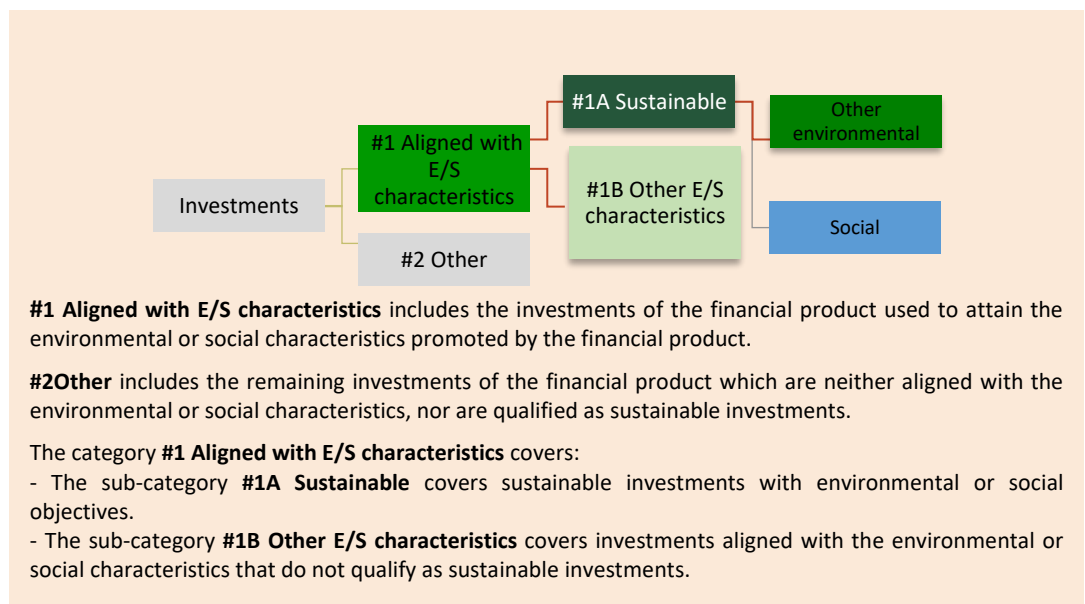 #1A Sustainable
Other
environmental
#1 Aligned with
E/S
characteristics
#1B Other E/S
characteristics
Investments
Social
#2 Other
#1 Aligned with E/S characteristics includes the investments of the financial product used to attain the
environmental or social characteristics promoted by the financial product.
#2Other includes the remaining investments of the financial product which are neither aligned with the
environmental or social characteristics, nor are qualified as sustainable investments.
The category #1 Aligned with E/S characteristics covers:
- The sub-category #1A Sustainable covers sustainable investments with environmental or social
objectives.
- The sub-category #1B Other E/S characteristics covers investments aligned with the environmental or
social characteristics that do not qualify as sustainable investments.